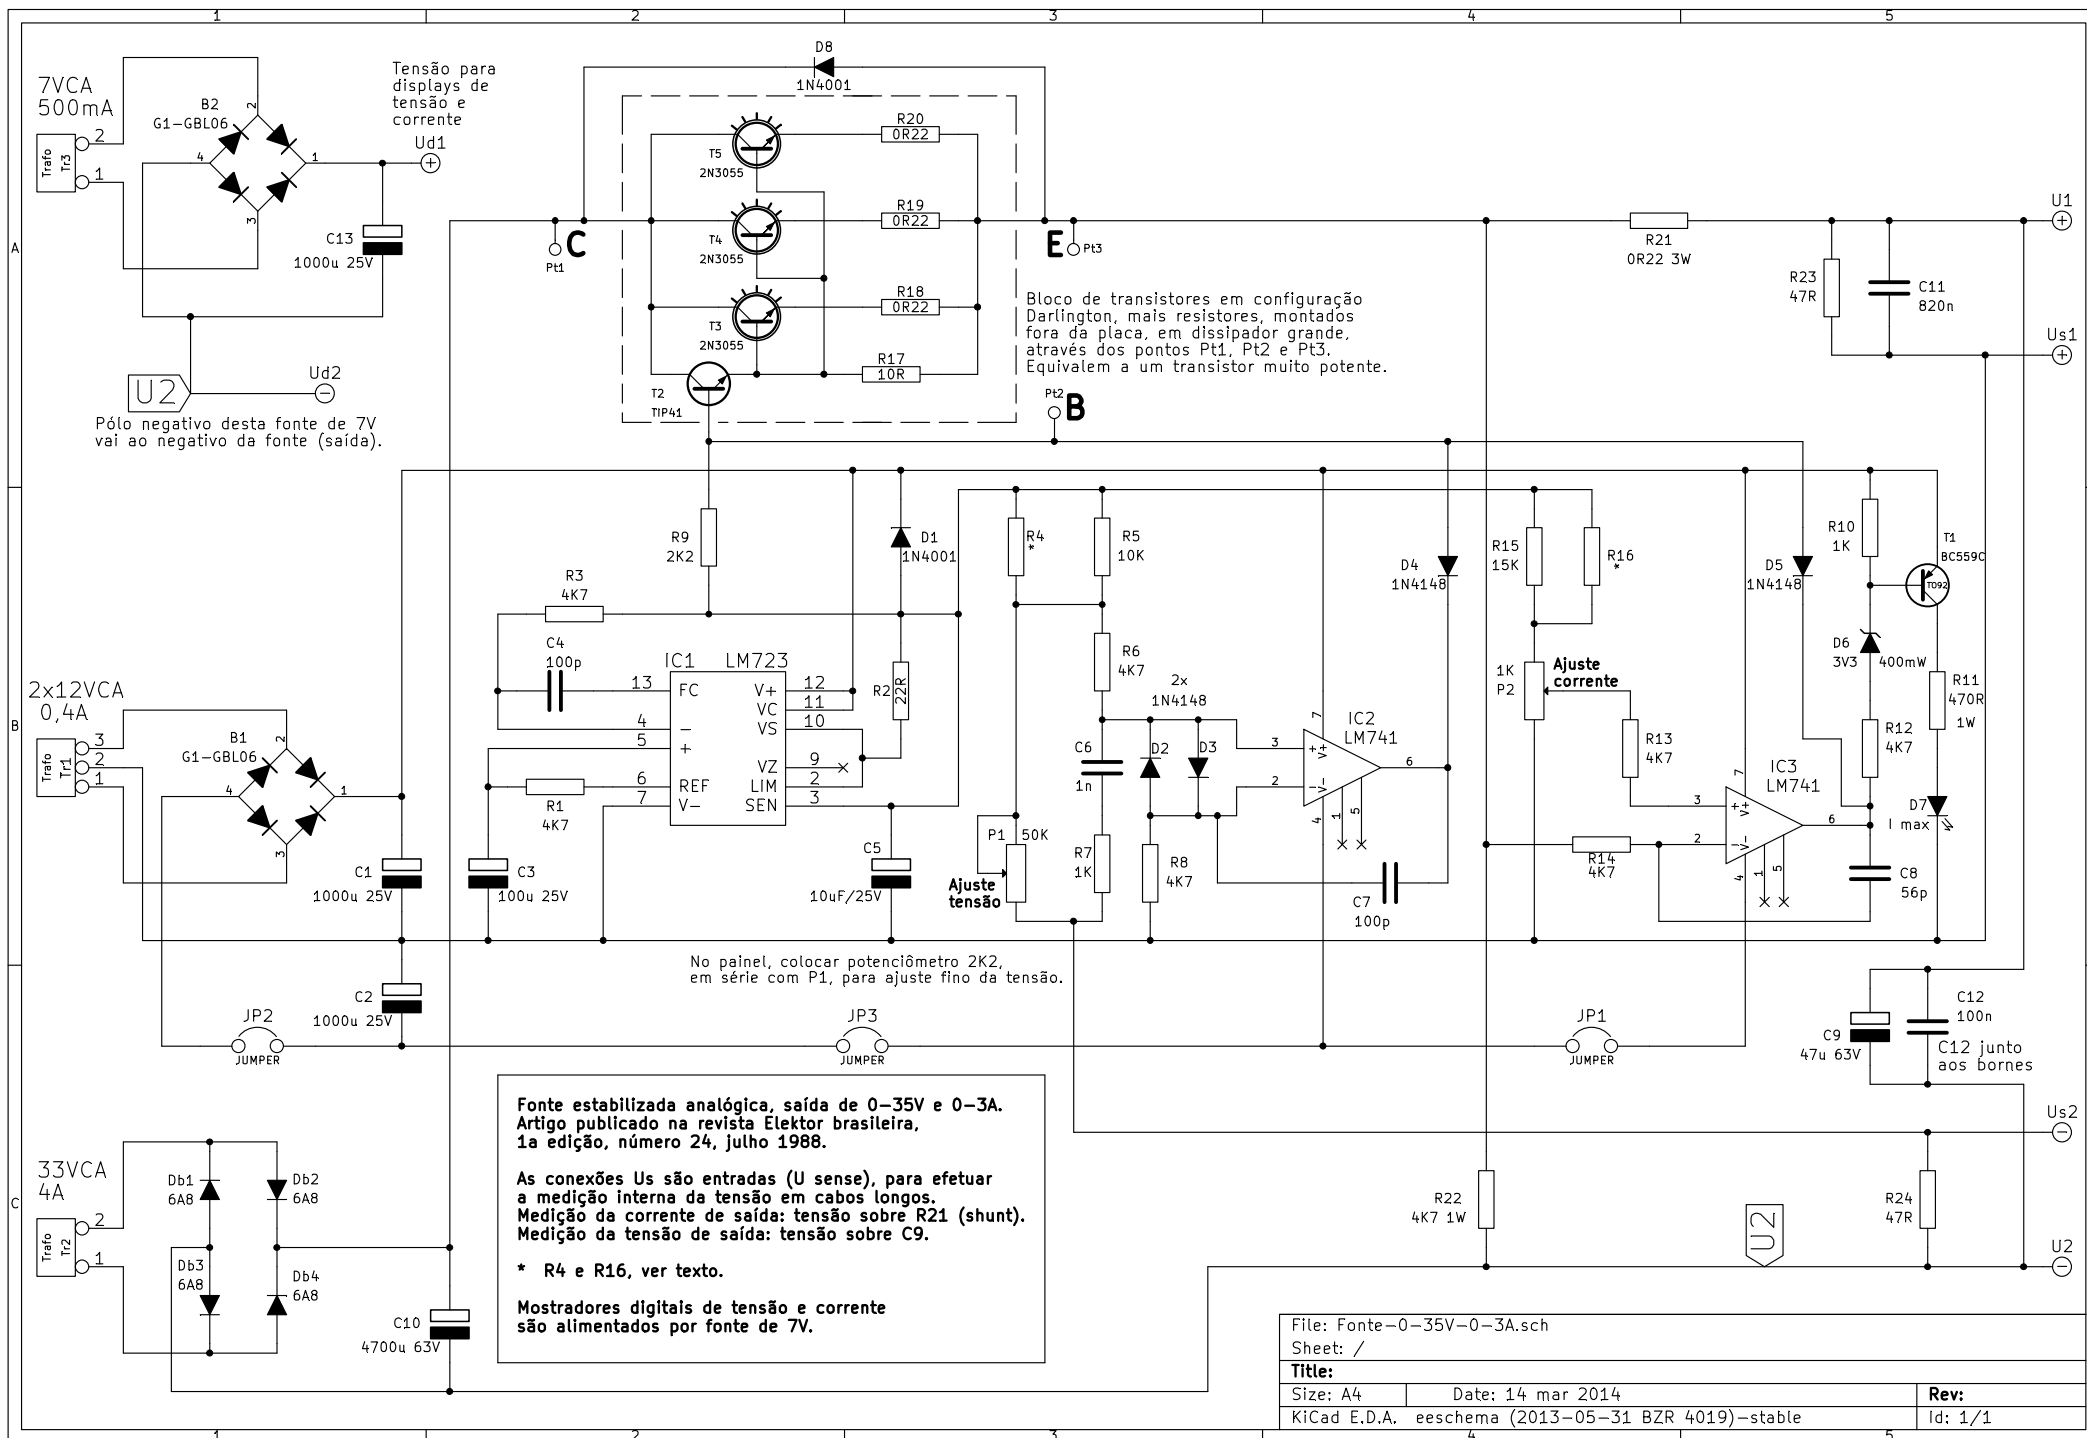 1
2
3
4
5
A
B
C
7VCA
500mA
Trafo
Tr3
2
1
B2
G1-GBL06
2
4
1
3
Tensão para
displays de
tensão e
corrente
Ud1
C13
1000u 25V
U2
Ud2
Pólo negativo desta fonte de 7V
vai ao negativo da fonte (saída).
D8
1N4001
T5
2N3055
R20
0R22
T4
2N3055
R19
0R22
T3
2N3055
R18
0R22
R17
10R
T2
TIP41
C
Pt1
E
Pt3
Pt2
B
Bloco de transistores em configuração
Darlington, mais resistores, montados
fora da placa, em dissipador grande,
através dos pontos Pt1, Pt2 e Pt3.
Equivalem a um transistor muito potente.
R21
0R22 3W
R23
47R
C11
820n
U1
Us1
R9
2K2
D1
1N4001
R3
4K7
C4
100p
IC1 LM723
13 FC
4 -
5 +
6 REF
7 V-
V+ 12
VC 11
VS 10
VZ 9
LIM 2
SEN 3
R2
22R
R1
4K7
C3
100u 25V
C5
10uF/25V
R4
*
R5
10K
R6
4K7
2x
1N4148
C6
1n
D2
D3
P1 50K
Ajuste
tensão
R7
1K
R8
4K7
IC2
LM741
3
2
+
-
V+
V-
7
6
4
1
5
C7
100p
D4
1N4148
R15
15K
R16
*
1K
P2
Ajuste
corrente
R13
4K7
R14
4K7
IC3
LM741
3
2
+
-
V+
V-
7
6
4
1
5
D5
1N4148
R10
1K
T1
BC559C
TO92
D6
3V3
400mW
R11
470R
1W
R12
4K7
D7
I max
C8
56p
2x12VCA
0,4A
Trafo
Tr1
3
2
1
B1
G1-GBL06
2
4
1
3
C1
1000u 25V
C2
1000u 25V
No painel, colocar potenciômetro 2K2,
em série com P1, para ajuste fino da tensão.
JP2
JUMPER
JP3
JUMPER
JP1
JUMPER
C9
47u 63V
C12
100n
C12 junto
aos bornes
Us2
R22
4K7 1W
U2
R24
47R
U2
33VCA
4A
Trafo
Tr2
2
1
Db1
6A8
Db2
6A8
Db3
6A8
Db4
6A8
C10
4700u 63V
Fonte estabilizada analógica, saída de 0-35V e 0-3A.
Artigo publicado na revista Elektor brasileira,
1a edição, número 24, julho 1988.
As conexões Us são entradas (U sense), para efetuar
a medição interna da tensão em cabos longos.
Medição da corrente de saída: tensão sobre R21 (shunt).
Medição da tensão de saída: tensão sobre C9.
* R4 e R16, ver texto.
Mostradores digitais de tensão e corrente
são alimentados por fonte de 7V.
File: Fonte-0-35V-0-3A.sch
Sheet: /
Title:
Size: A4 Date: 14 mar 2014 Rev:
KiCad E.D.A. eeschema (2013-05-31 BZR 4019)-stable Id: 1/1
1
2
3
4
5